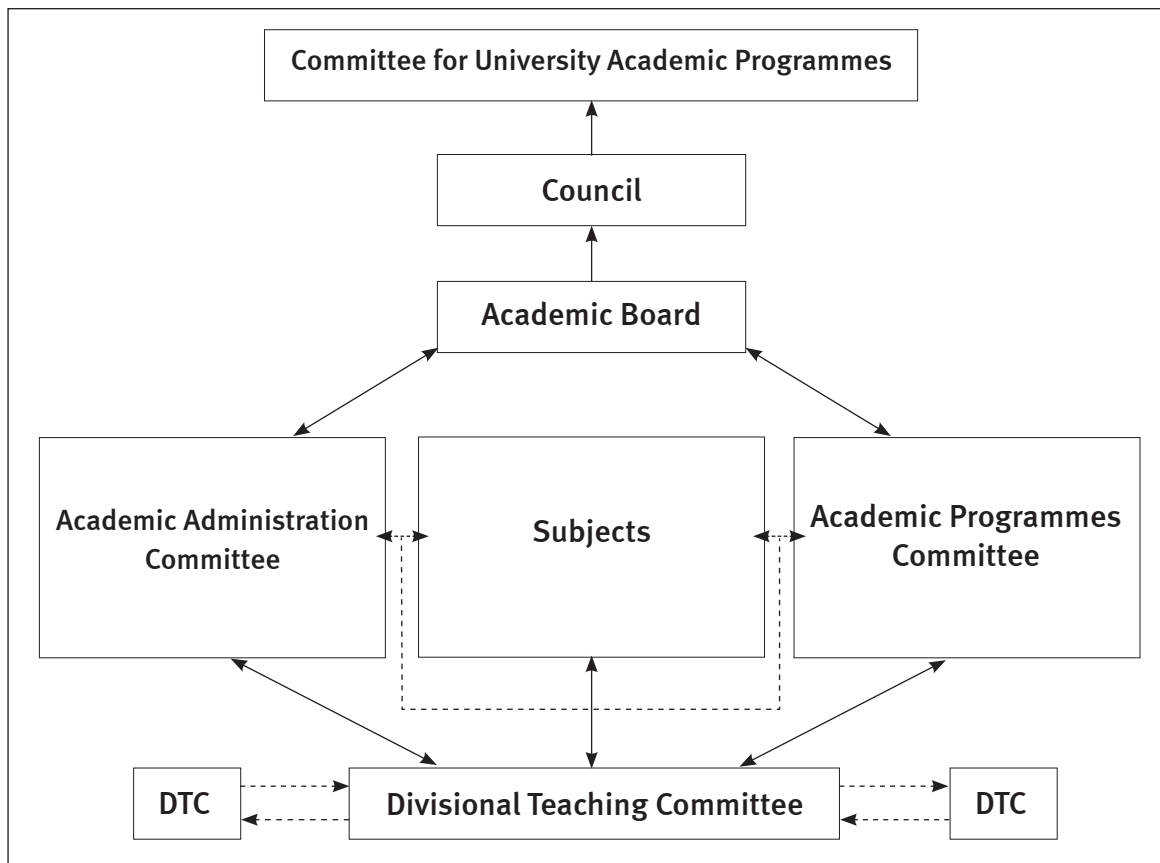 Committee for University Academic Programmes
Council
Academic Board
Academic Administration
Committee
Subjects
Academic Programmes
Committee
DTC
Divisional Teaching Committee
DTC